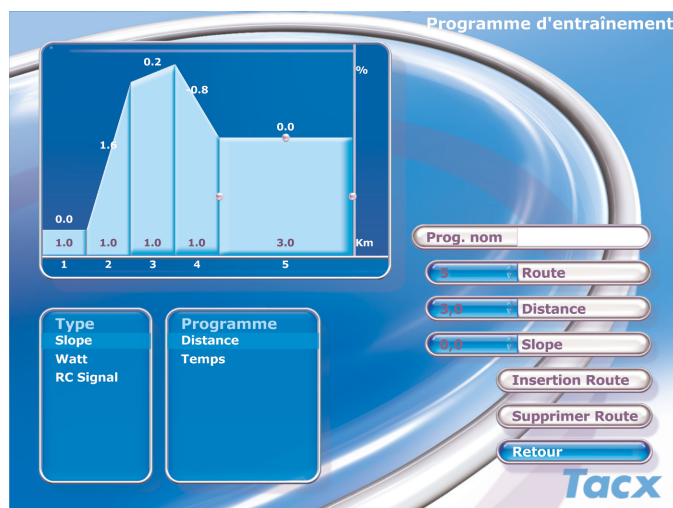 Programme d'entraînement
0.2
%
-0.8
1.6
0.0
0.0
1.0 1.0 1.0 1.0 3.0 Km
1 2 3 4 5
Prog. nom
5 Route
3,0 Distance
0,0 Slope
Insertion Route
Supprimer Route
Retour
Type
Slope
Watt
RC Signal
Programme
Distance
Temps
Tacx